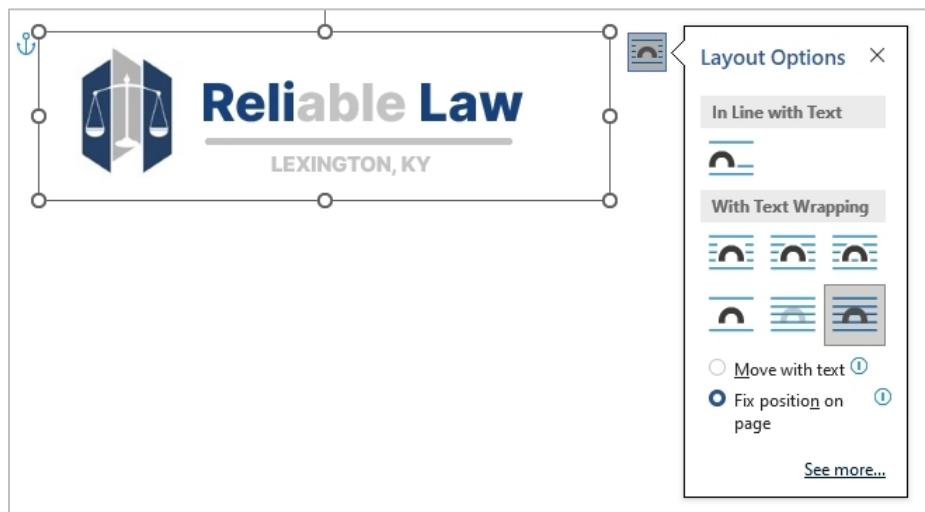 Reliable Law
LEXINGTON, KY
Layout Options
In Line with Text
With Text Wrapping
Move with text
Fix position on
page
See more...